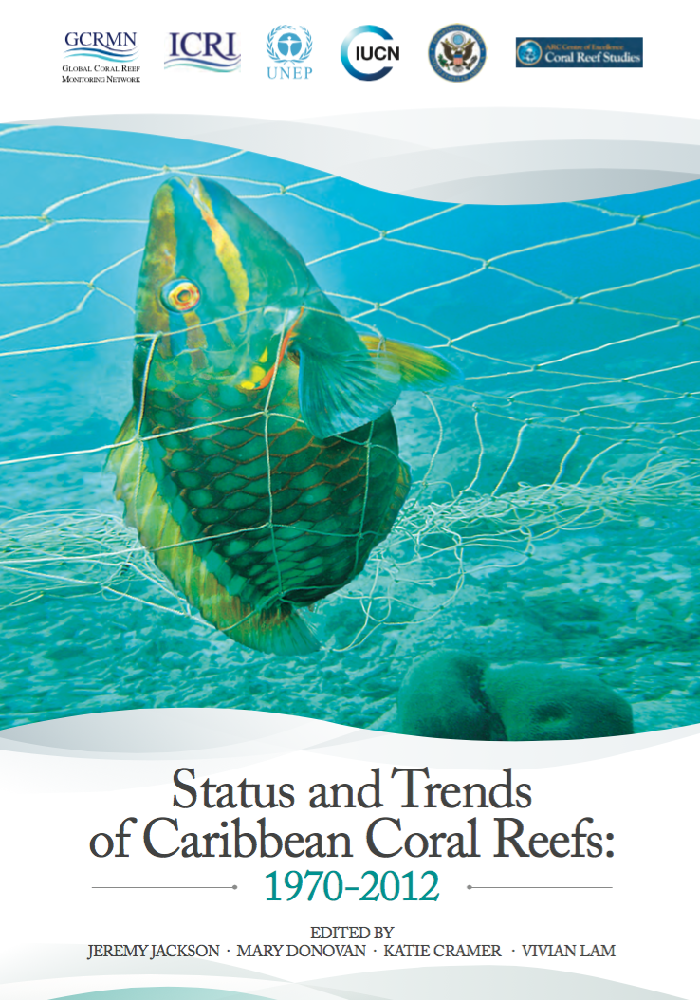 GCRMN
GLOBAL CORAL REEF
MONITORING NETWORK
ICRI
UNEP
IUCN
ARC Centre of Excellence
Coral Reef Studies
Status and Trends
of Caribbean Coral Reefs:
1970-2012
EDITED BY
JEREMY JACKSON · MARY DONOVAN · KATIE CRAMER · VIVIAN LAM